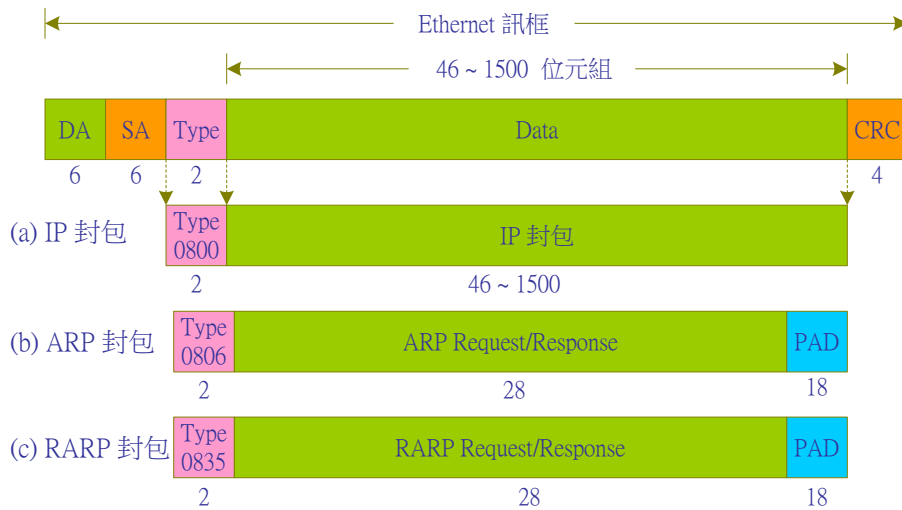 Ethernet 訊框
46 ~ 1500 位元組
DA SA Type Data CRC
6 6 2 4
(a) IP 封包 Type 0800 IP 封包
2 46 ~ 1500
(b) ARP 封包 Type 0806 ARP Request/Response PAD
2 28 18
(c) RARP 封包 Type 0835 RARP Request/Response PAD
2 28 18